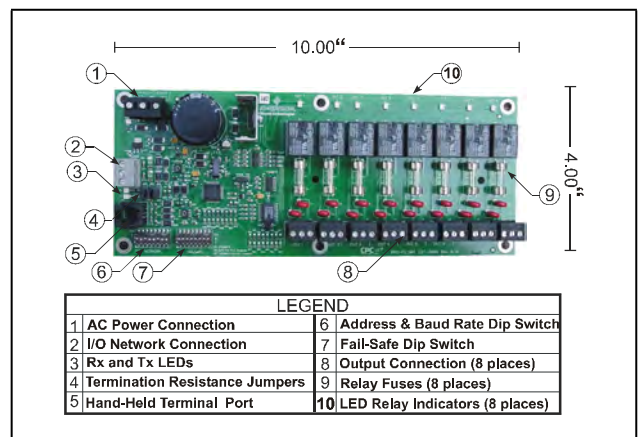 10.00“
1
10
2
3
4
5
6
7
8
9
4.00“
CPC
LEGEND
1 AC Power Connection
2 I/O Network Connection
3 Rx and Tx LEDs
4 Termination Resistance Jumpers
5 Hand-Held Terminal Port
6 Address & Baud Rate Dip Switch
7 Fail-Safe Dip Switch
8 Output Connection (8 places)
9 Relay Fuses (8 places)
10 LED Relay Indicators (8 places)